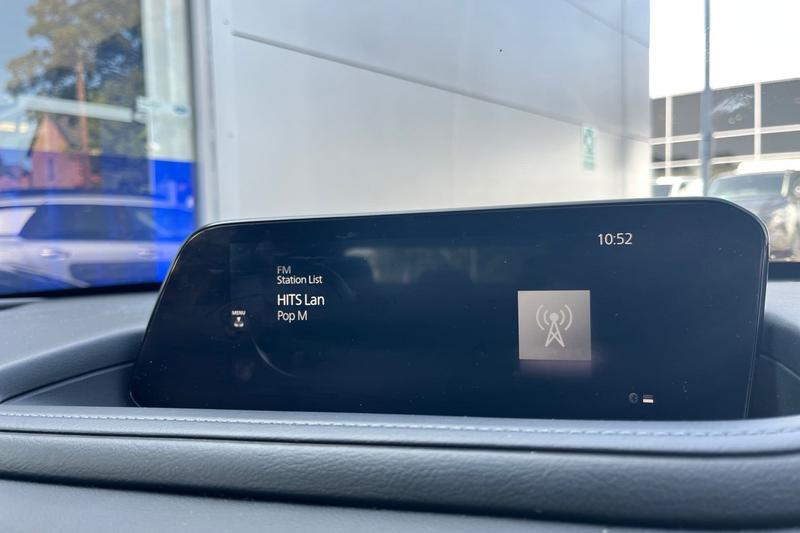 10:52
FM
Station List
HITS Lan
Pop M
MENU